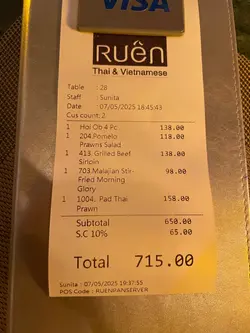 VISA
RUÊN
Thai & Vietnamese
Table : 28
Staff : Sunita
Date : 07/05/2025 18:45:43
Cus count: 2
1 Hoi Ob 4 Pc 138.00
1 204.Pomelo 118.00
Prawns Salad
1 413.Grilled Beef 138.00
Sirloin
1 703.Malajian Stir- 98.00
Fried Morning
Glory
1 1004. Pad Thai 158.00
Prawn
Subtotal 650.00
S.C 10% 65.00
Total 715.00
Sunita : 07/05/2025 19:37:55
POS Code : RUENPANSERVER